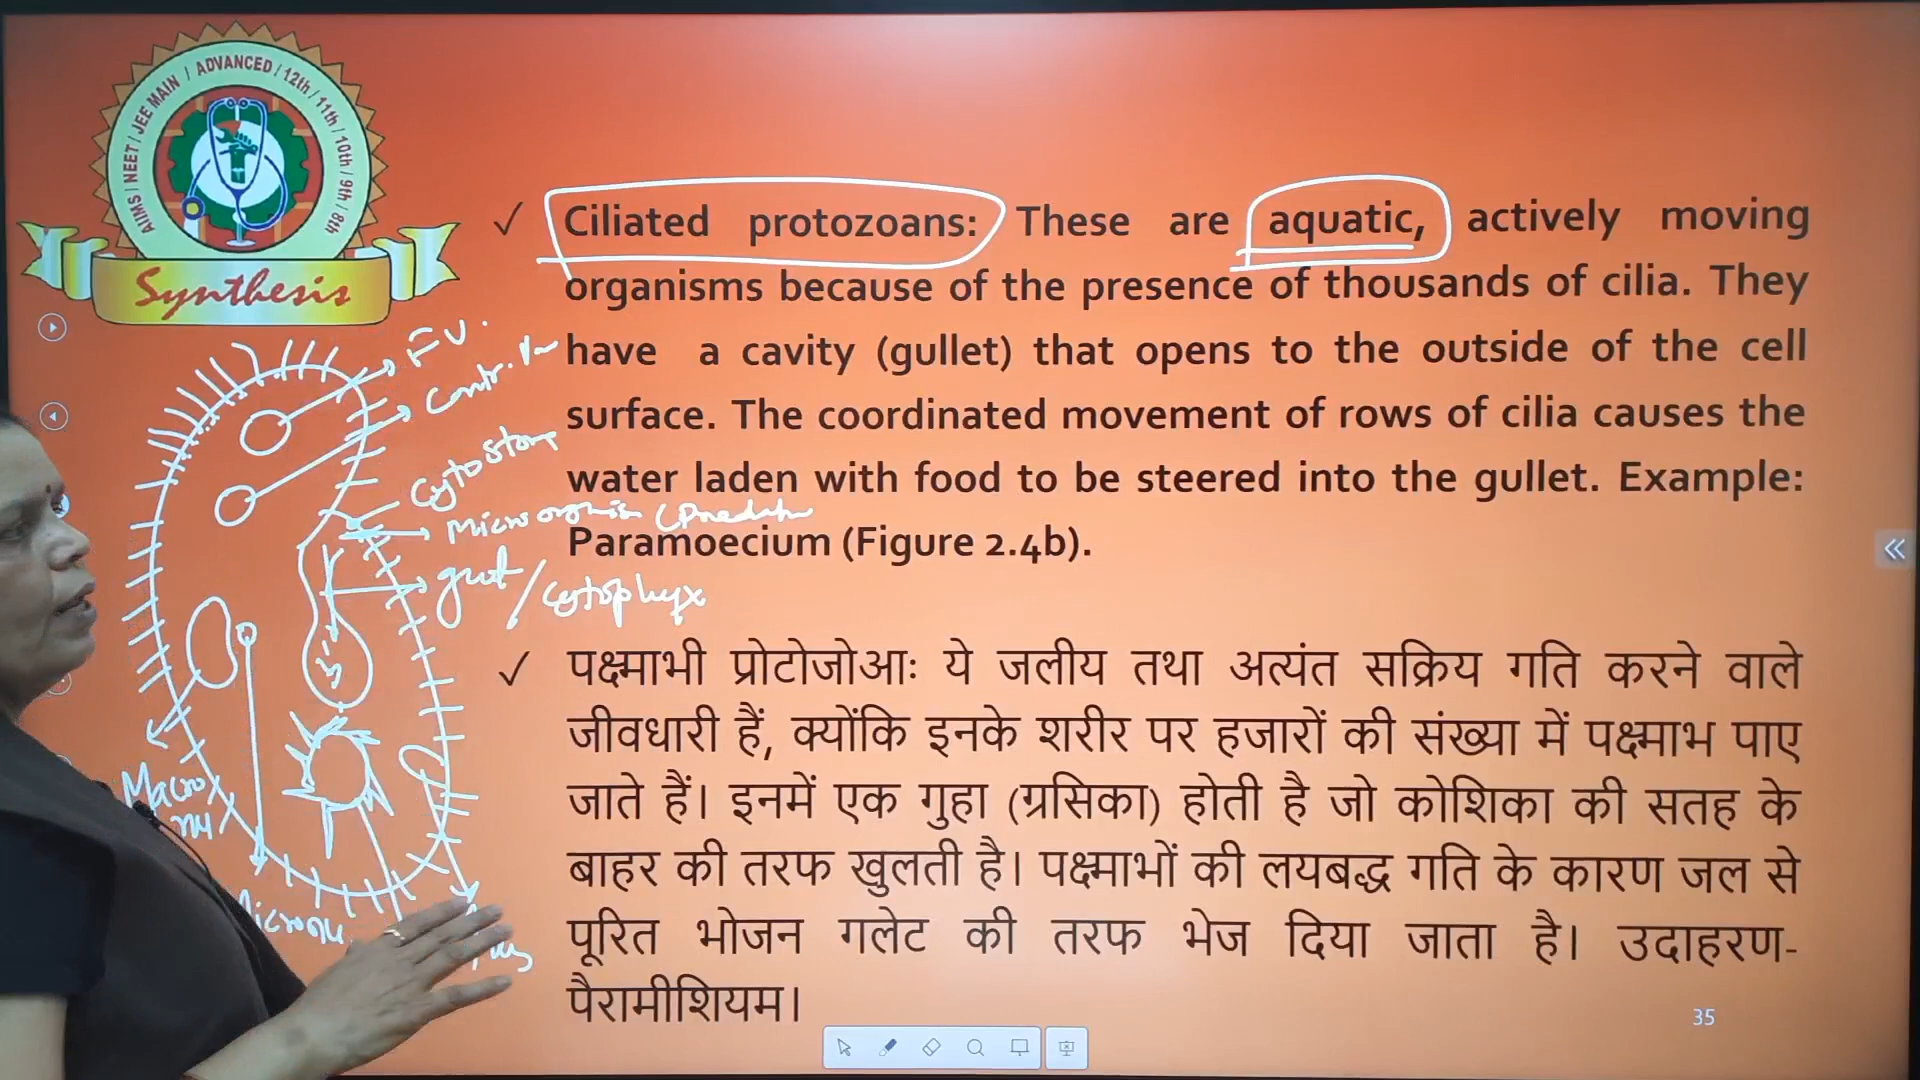 AIIMS / NEET / JEE MAIN / ADVANCED / 12th / 11th / 10th / 9th / 8th
Synthesis
✓ Ciliated protozoans: These are aquatic, actively moving
organisms because of the presence of thousands of cilia. They
have a cavity (gullet) that opens to the outside of the cell
surface. The coordinated movement of rows of cilia causes the
water laden with food to be steered into the gullet. Example:
Paramoecium (Figure 2.4b).
F V.
Contr.
Cytostom
gut / cytophyx
Macro
nu
✓ पक्ष्माभी प्रोटोजोआः ये जलीय तथा अत्यंत सक्रिय गति करने वाले
जीवधारी हैं, क्योंकि इनके शरीर पर हजारों की संख्या में पक्ष्माभ पाए
जाते हैं। इनमें एक गुहा (ग्रसिका) होती है जो कोशिका की सतह के
बाहर की तरफ खुलती है। पक्ष्माभों की लयबद्ध गति के कारण जल से
पूरित भोजन गलेट की तरफ भेज दिया जाता है। उदाहरण-
पैरामीशियम।
35